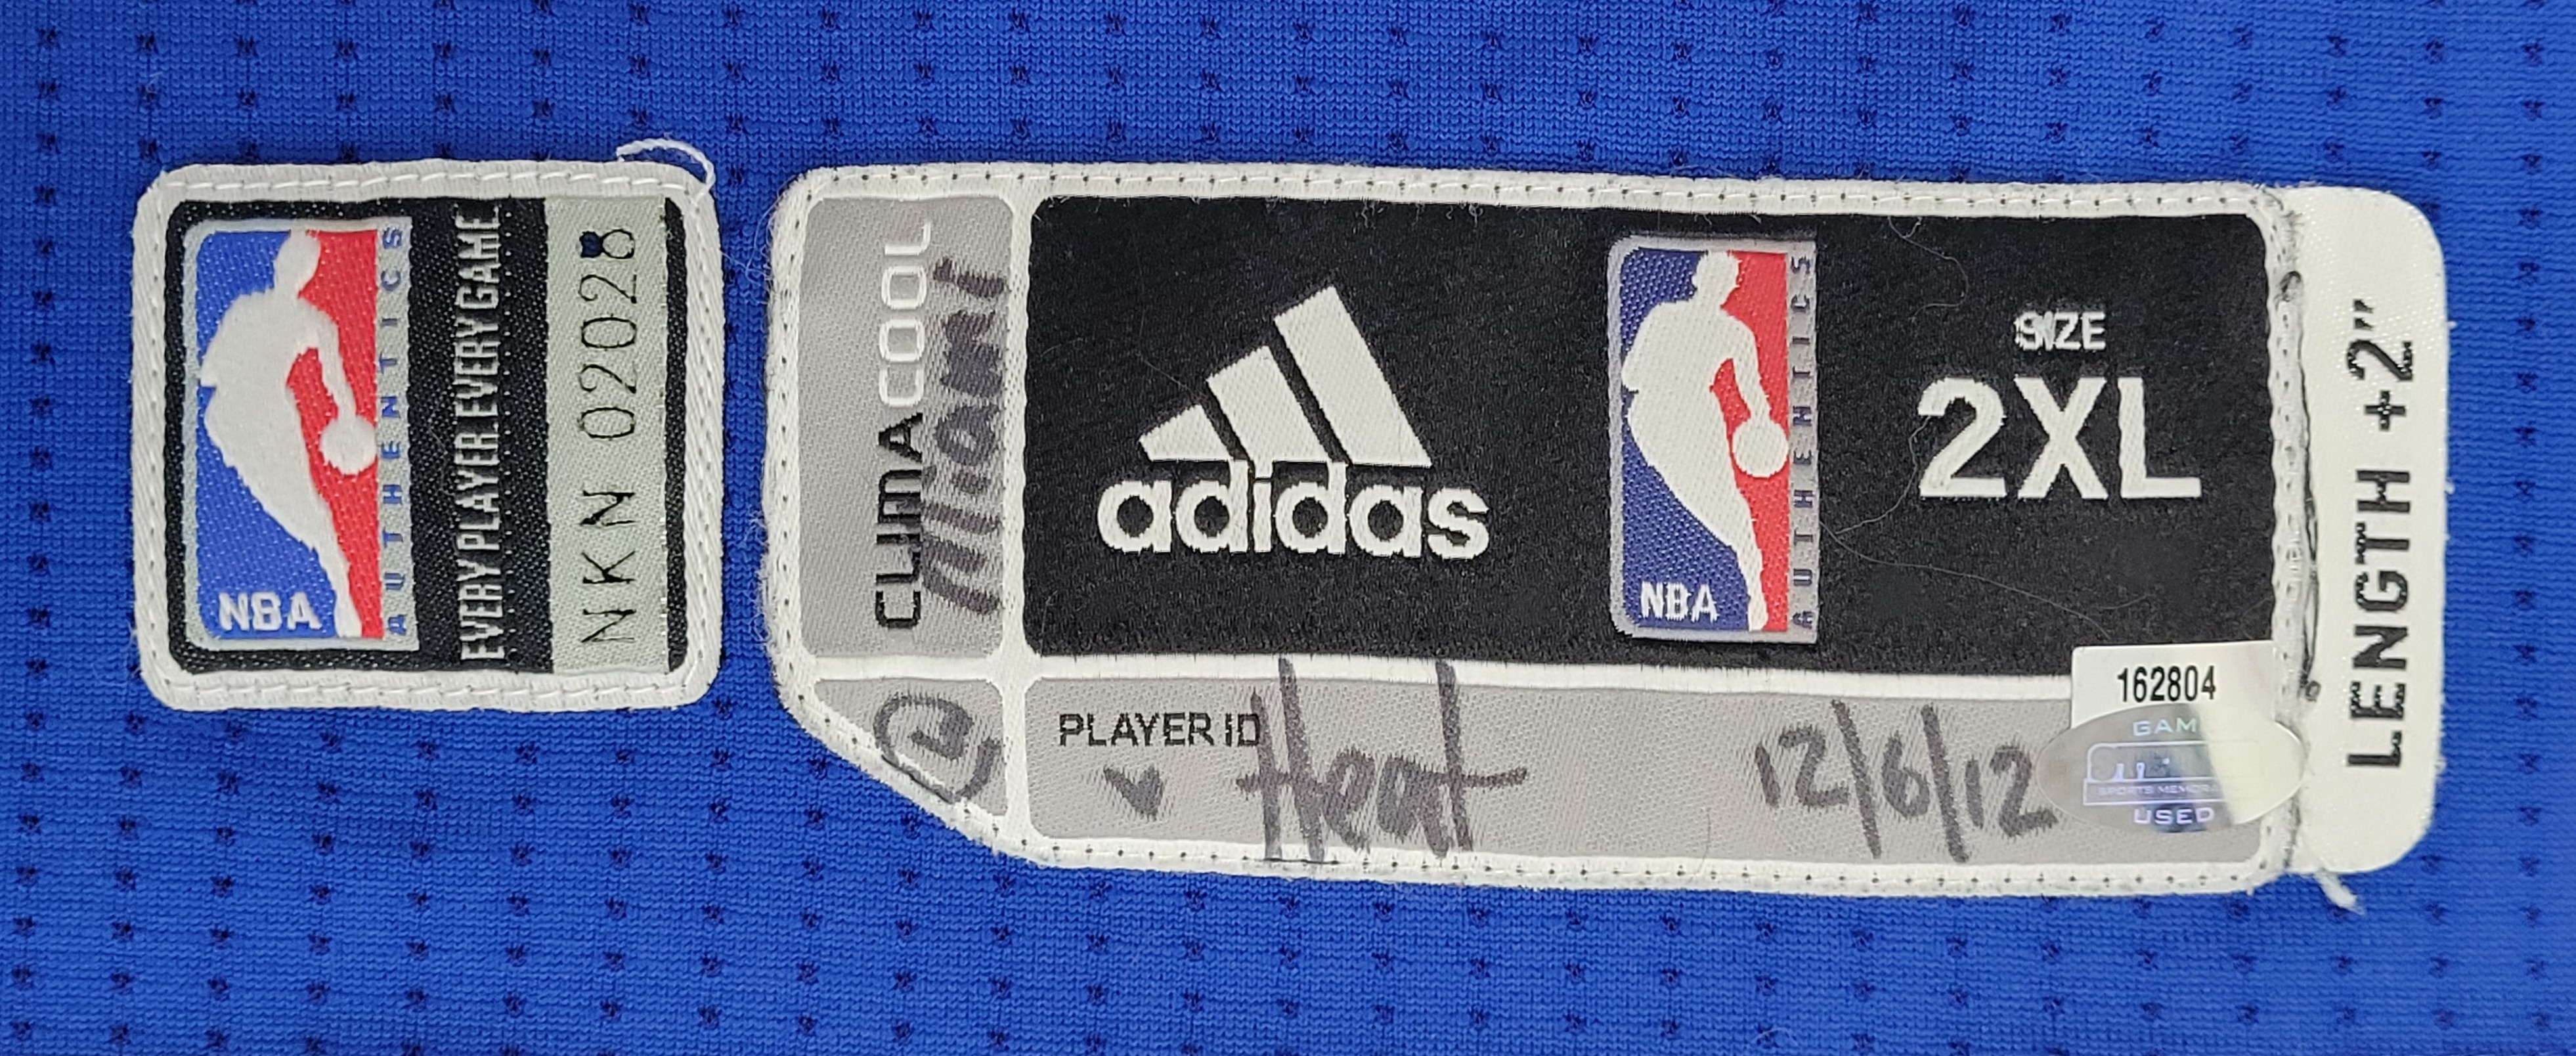 NBA
AUTHENTICS
EVERY PLAYER.EVERY GAME.
NKN 02028
CLIMACOOL
Miami
adidas
NBA
AUTHENTICS
SIZE
2XL
LENGTH +2"
PLAYER ID
Heat
12/6/12
162804
USED